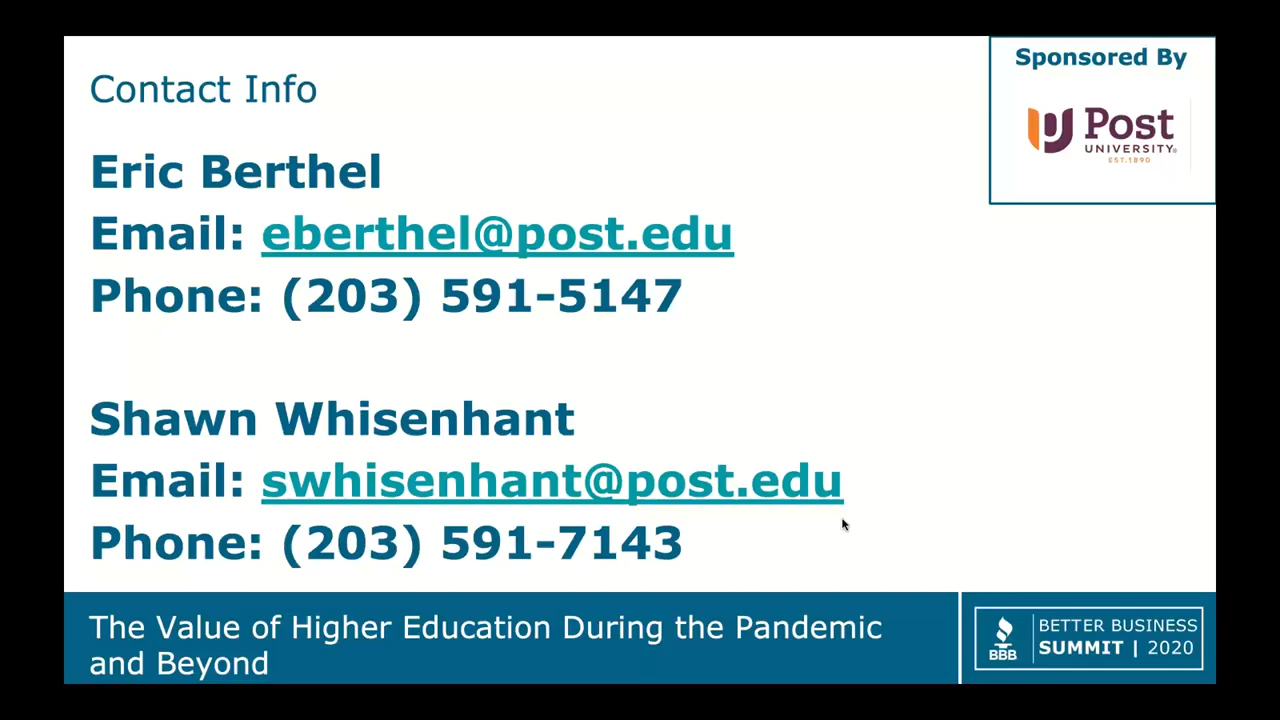 Contact Info
Sponsored By
Post
UNIVERSITY®
EST.1890
Eric Berthel
Email: eberthel@post.edu
Phone: (203) 591-5147
Shawn Whisenhant
Email: swhisenhant@post.edu
Phone: (203) 591-7143
The Value of Higher Education During the Pandemic
and Beyond
BBB
BETTER BUSINESS
SUMMIT | 2020